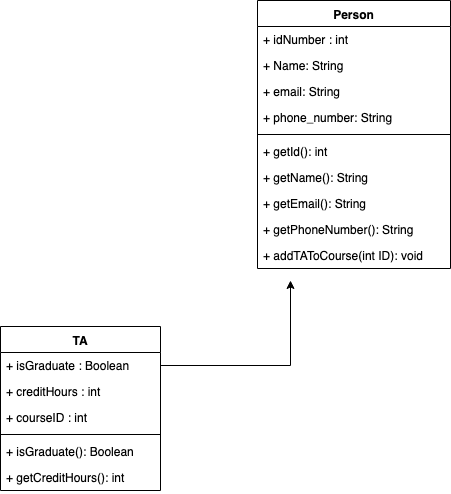 Person
+ idNumber : int
+ Name: String
+ email: String
+ phone_number: String
+ getId(): int
+ getName(): String
+ getEmail(): String
+ getPhoneNumber(): String
+ addTAToCourse(int ID): void
TA
+ isGraduate : Boolean
+ creditHours : int
+ courseID : int
+ isGraduate(): Boolean
+ getCreditHours(): int